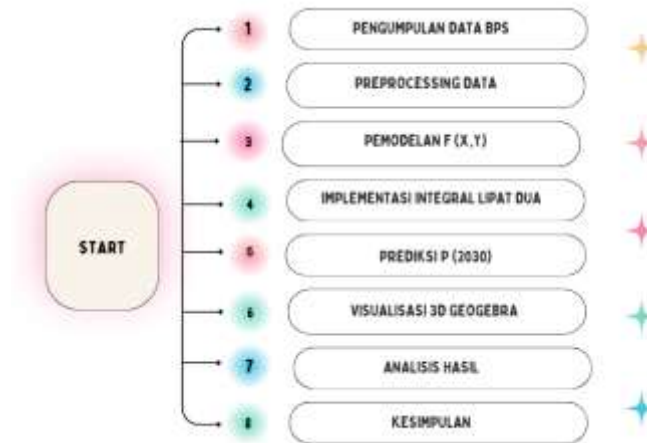 START
1 PENGUMPULAN DATA BPS
2 PREPROCESSING DATA
3 PEMODELAN F (X,Y)
4 IMPLEMENTASI INTEGRAL LIPAT DUA
5 PREDIKSI P (2030)
6 VISUALISASI 3D GEOGEBRA
7 ANALISIS HASIL
8 KESIMPULAN